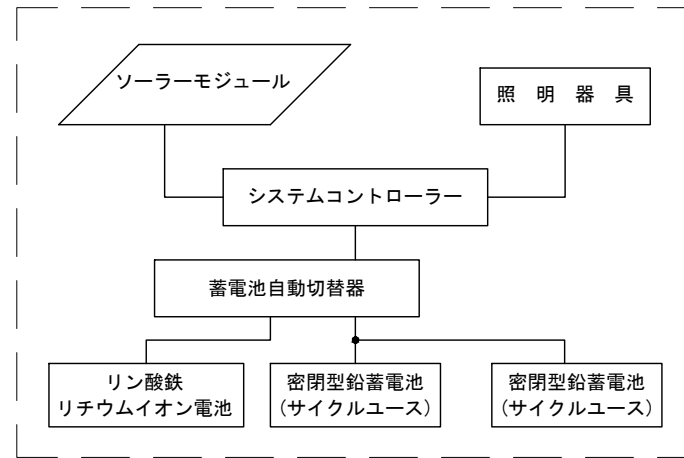 ソーラーモジュール
照 明 器 具
システムコントローラー
蓄電池自動切替器
リン酸鉄
リチウムイオン電池
密閉型鉛蓄電池
(サイクルユース)
密閉型鉛蓄電池
(サイクルユース)